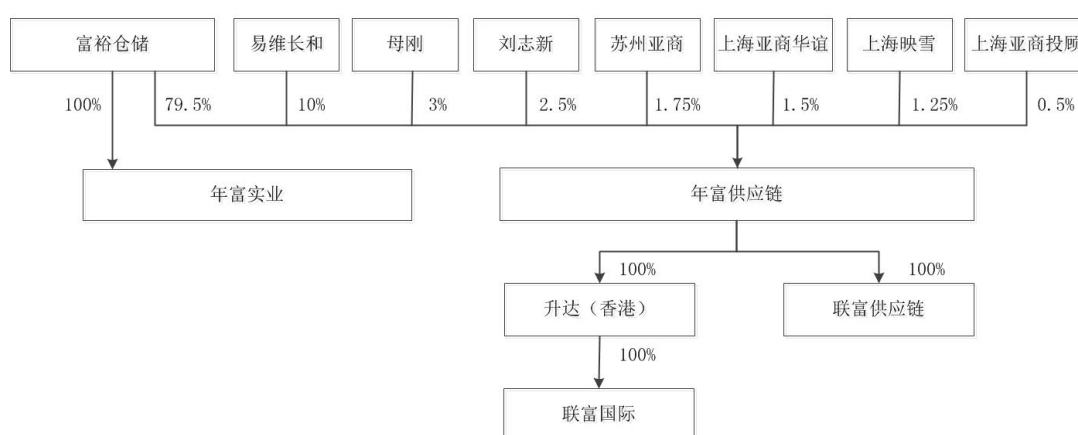 富裕仓储
易维长和
母刚
刘志新
苏州亚商
上海亚商华谊
上海映雪
上海亚商投顾
100%
79.5%
10%
3%
2.5%
1.75%
1.5%
1.25%
0.5%
年富实业
年富供应链
100%
100%
升达（香港）
联富供应链
100%
联富国际